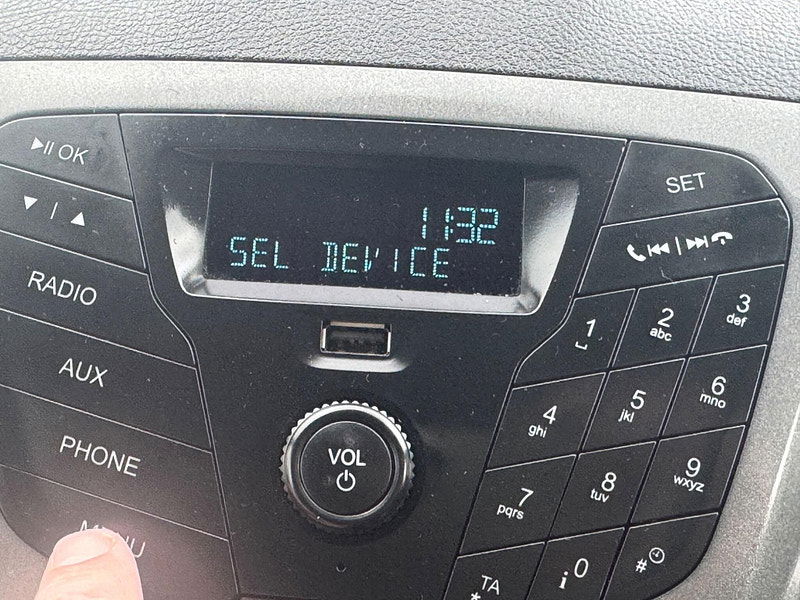 OK
SET
11:32
SEL DEVICE
RADIO
AUX
PHONE
MENU
VOL
1
2
abc
3
def
4
ghi
5
jkl
6
mno
7
pqrs
8
tuv
9
wxyz
TA
*
i 0
#